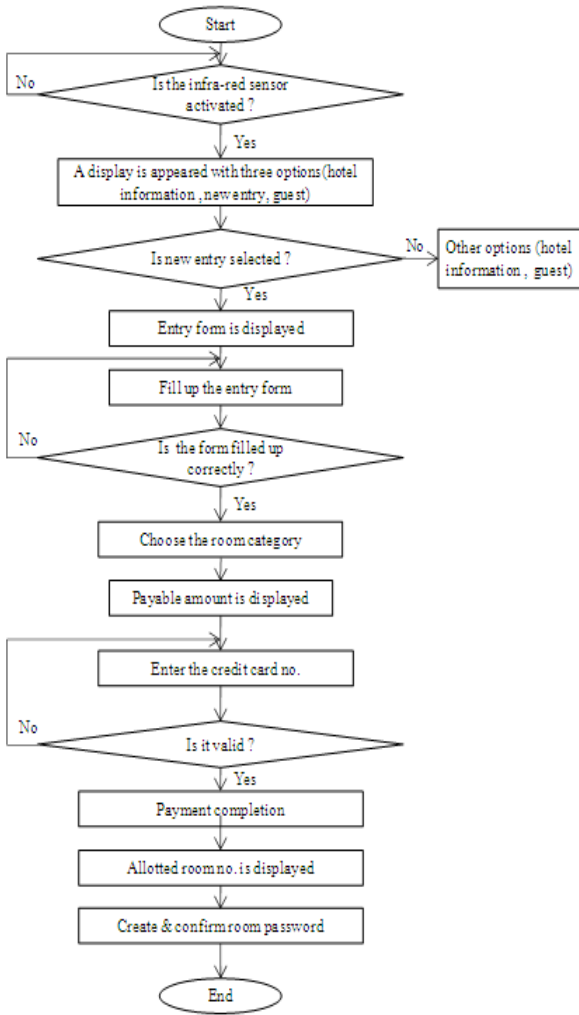 Start
No
Is the infra-red sensor
activated ?
Yes
A display is appeared with three options(hotel
information , new entry, guest)
Is new entry selected ?
No
Other options (hotel
information , guest)
Yes
Entry form is displayed
Fill up the entry form
No
Is the form filled up
correctly ?
Yes
Choose the room category
Payable amount is displayed
Enter the credit card no.
No
Is it valid ?
Yes
Payment completion
Allotted room no. is displayed
Create & confirm room password
End